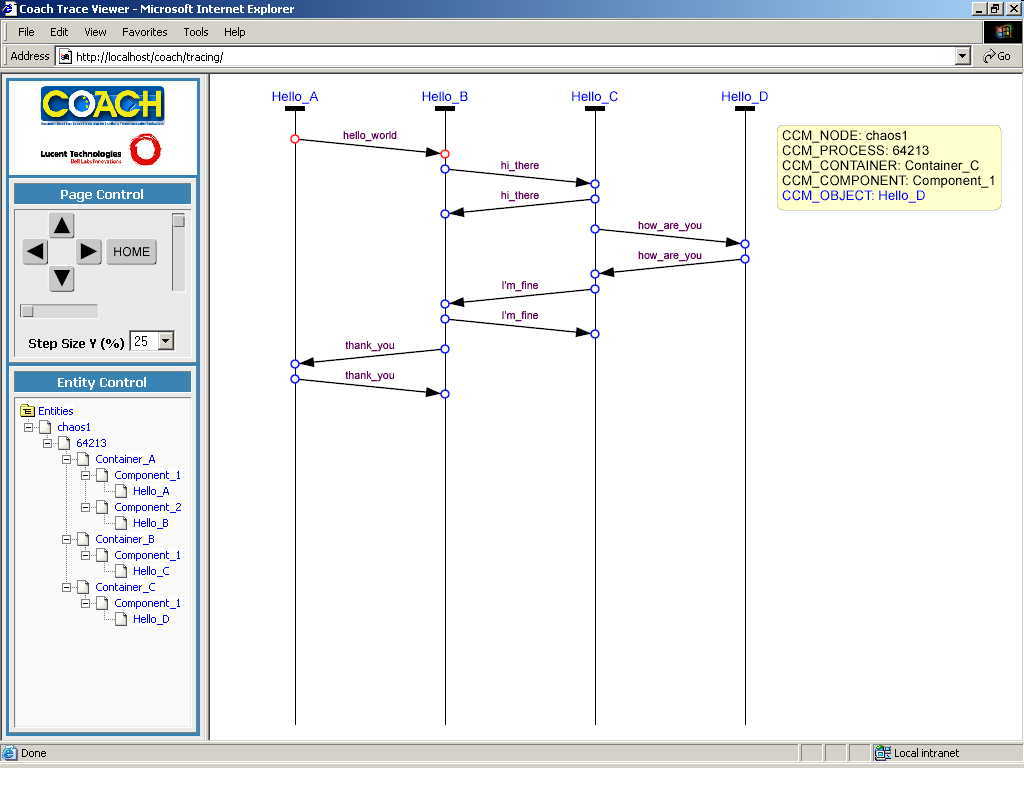 Coach Trace Viewer - Microsoft Internet Explorer
File Edit View Favorites Tools Help
Address http://localhost/coach/tracing/ Go
COACH
Lucent Technologies
Bell Labs Innovations
Page Control
HOME
Step Size Y (%) 25
Entity Control
Entities
chaos1
64213
Container_A
Component_1
Hello_A
Component_2
Hello_B
Container_B
Component_1
Hello_C
Container_C
Component_1
Hello_D
Hello_A Hello_B Hello_C Hello_D
hello_world
hi_there
hi_there
how_are_you
how_are_you
I'm_fine
I'm_fine
thank_you
thank_you
CCM_NODE: chaos1
CCM_PROCESS: 64213
CCM_CONTAINER: Container_C
CCM_COMPONENT: Component_1
CCM_OBJECT: Hello_D
Done Local intranet